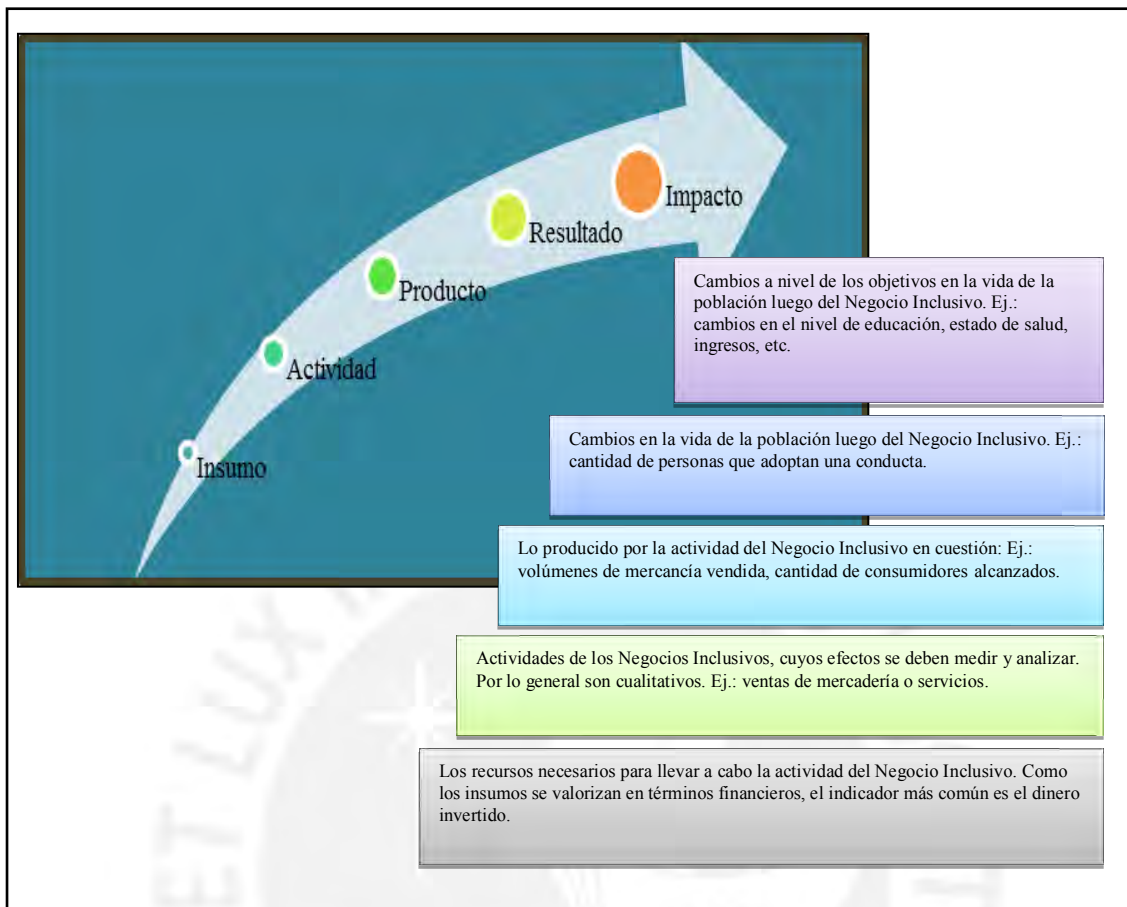 Impacto
Resultado
Producto
Actividad
Insumo
Cambios a nivel de los objetivos en la vida de la
población luego del Negocio Inclusivo. Ej.:
cambios en el nivel de educación, estado de salud,
ingresos, etc.
Cambios en la vida de la población luego del Negocio Inclusivo. Ej.:
cantidad de personas que adoptan una conducta.
Lo producido por la actividad del Negocio Inclusivo en cuestión: Ej.:
volúmenes de mercancía vendida, cantidad de consumidores alcanzados.
Actividades de los Negocios Inclusivos, cuyos efectos se deben medir y analizar.
Por lo general son cualitativos. Ej.: ventas de mercadería o servicios.
Los recursos necesarios para llevar a cabo la actividad del Negocio Inclusivo. Como
los insumos se valorizan en términos financieros, el indicador más común es el dinero
invertido.
ET LUX